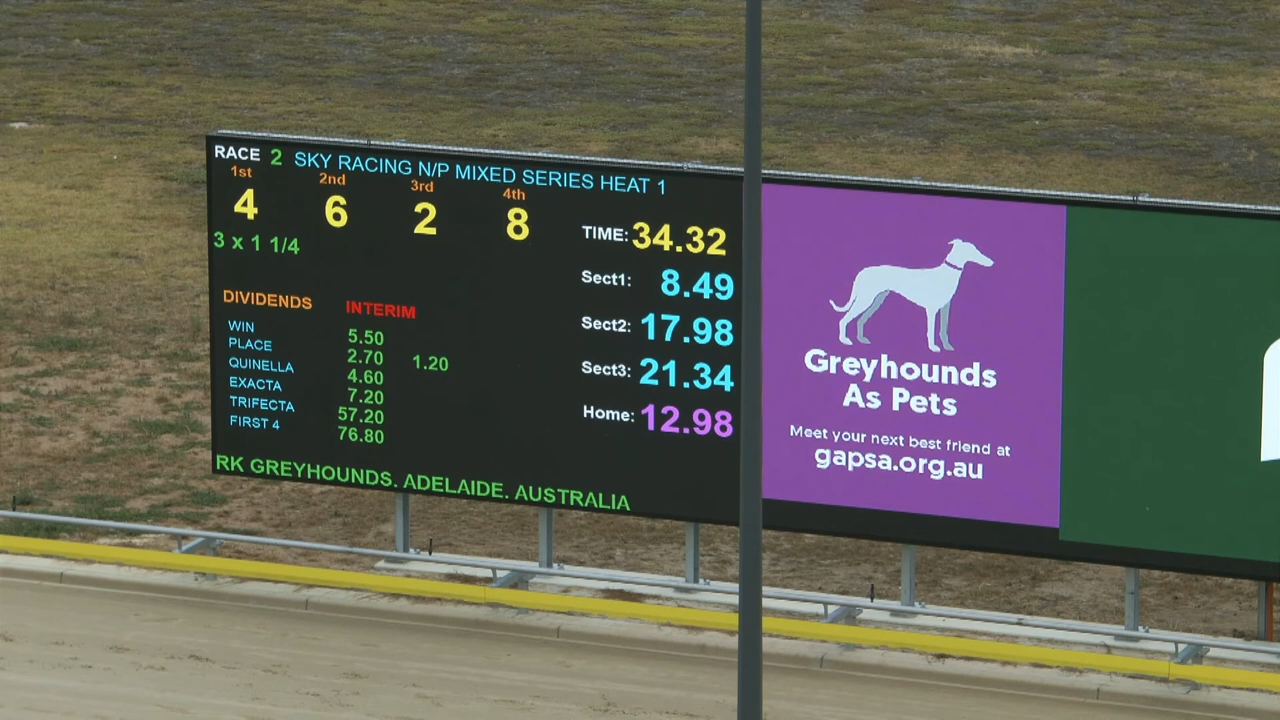 RACE 2 SKY RACING N/P MIXED SERIES HEAT 1
1st 2nd 3rd 4th
4 6 2 8
3 x 1 1/4
TIME: 34.32
Sect1: 8.49
Sect2: 17.98
Sect3: 21.34
Home: 12.98
DIVIDENDS INTERIM
WIN 5.50
PLACE 2.70 1.20
QUINELLA 4.60
EXACTA 7.20
TRIFECTA 57.20
FIRST 4 76.80
RK GREYHOUNDS. ADELAIDE. AUSTRALIA
Greyhounds
As Pets
Meet your next best friend at
gapsa.org.au